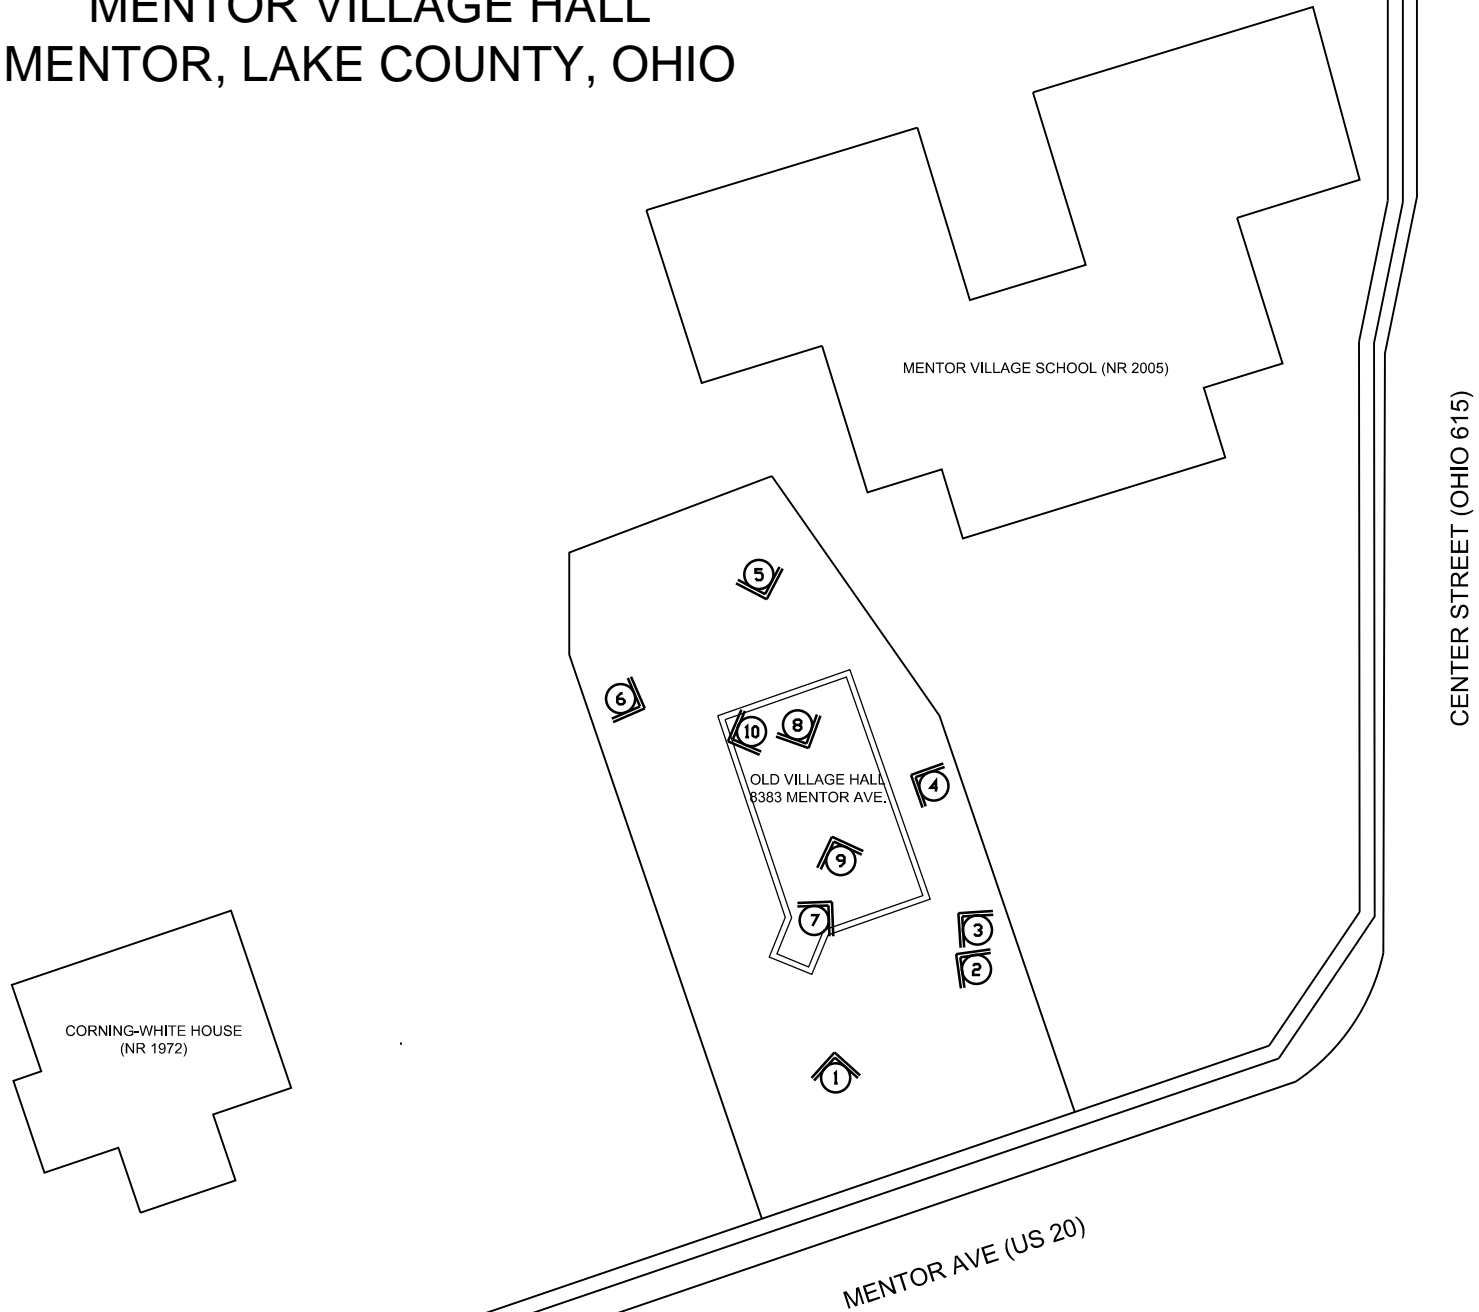 MENTOR VILLAGE HALL
MENTOR, LAKE COUNTY, OHIO
MENTOR VILLAGE SCHOOL (NR 2005)
CENTER STREET (OHIO 615)
5
6
10
8
OLD VILLAGE HALL
8383 MENTOR AVE.
4
9
7
3
2
1
CORNING-WHITE HOUSE
(NR 1972)
MENTOR AVE (US 20)